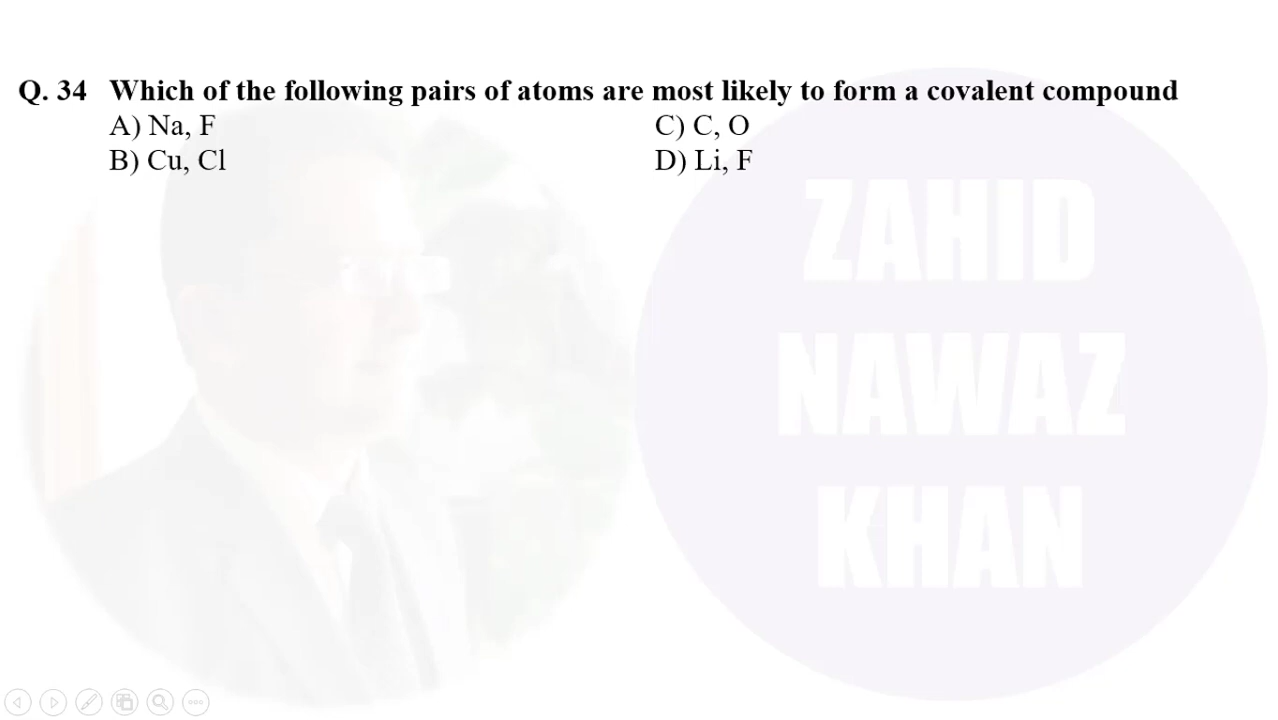 Q. 34 Which of the following pairs of atoms are most likely to form a covalent compound
A) Na, F
C) C, O
B) Cu, Cl
D) Li, F
ZAHID
NAWAZ
KHAN